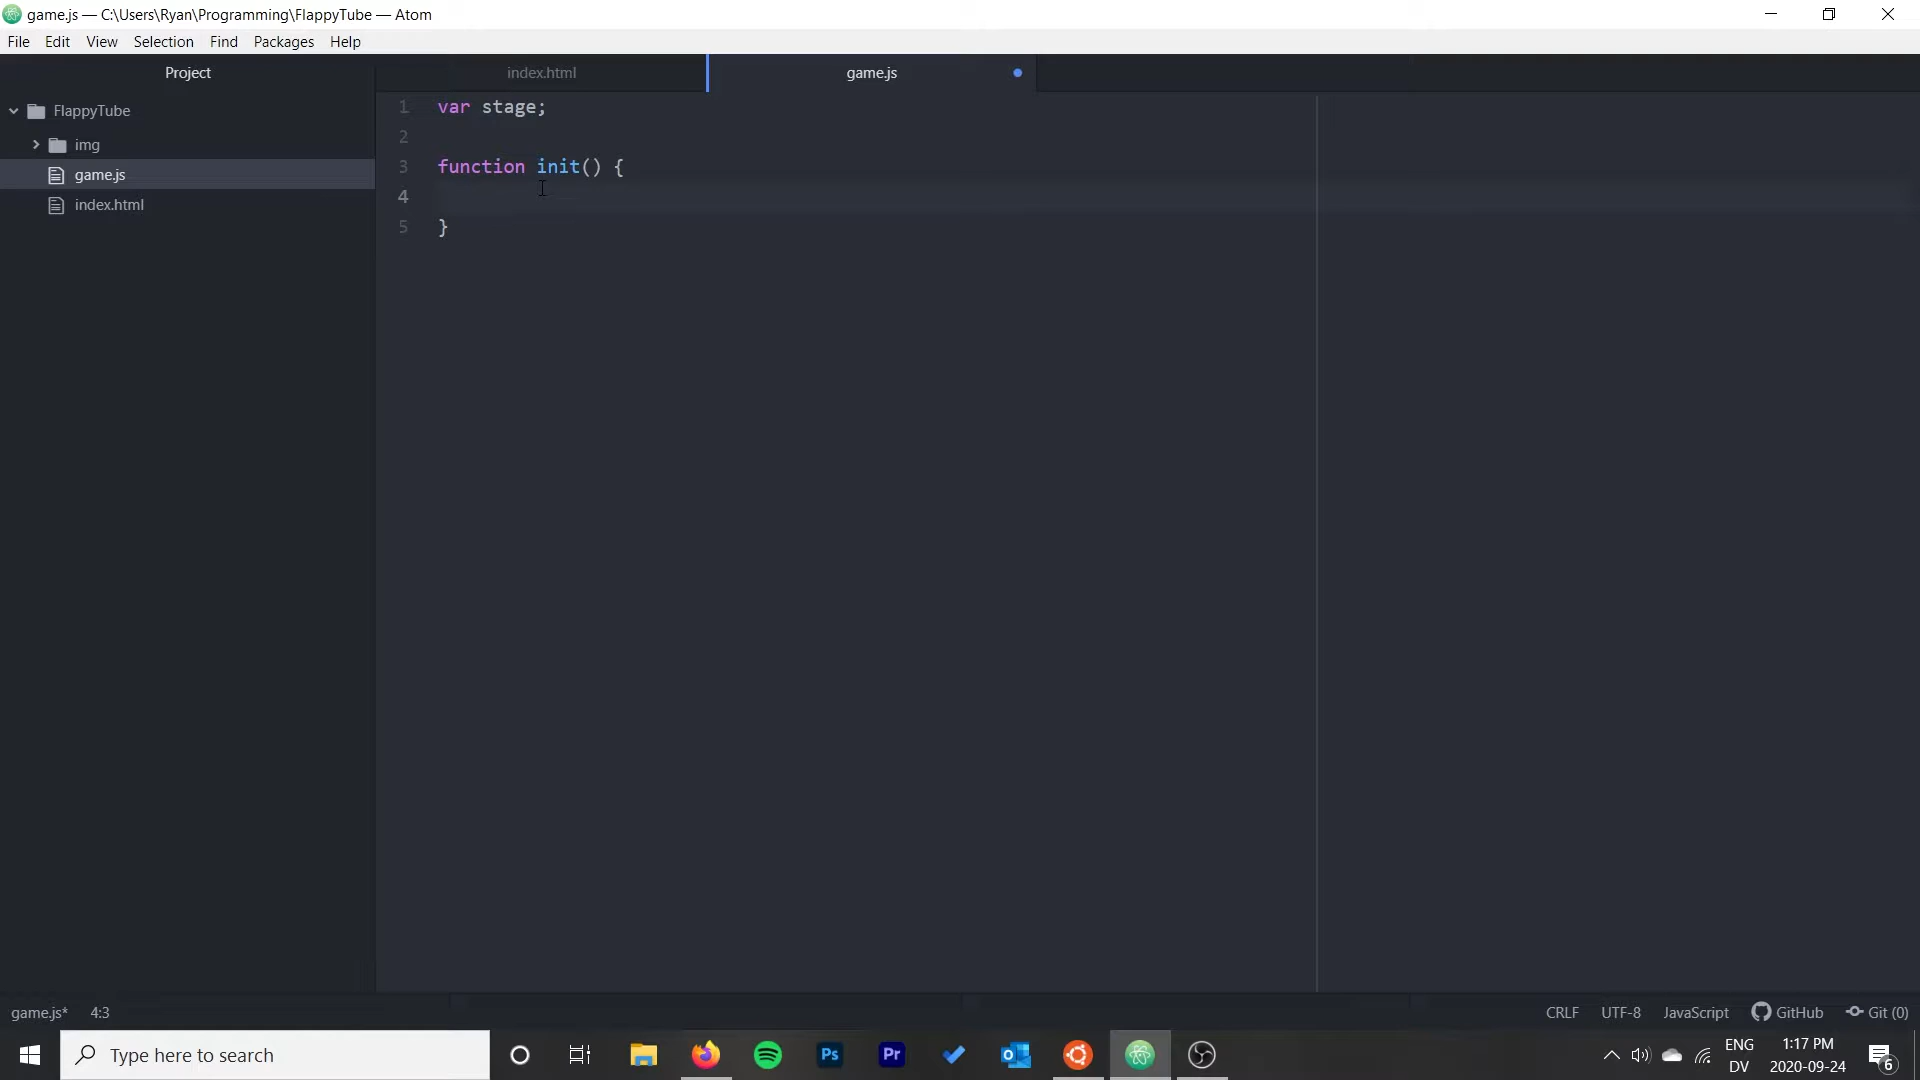 game.js — C:\Users\Ryan\Programming\FlappyTube — Atom
File Edit View Selection Find Packages Help
Project
index.html
game.js
FlappyTube
img
game.js
index.html
1 var stage;
2
3 function init() {
4
5 }
game.js* 4:3
CRLF UTF-8 JavaScript GitHub Git (0)
Type here to search
Ps
Pr
ENG
DV
1:17 PM
2020-09-24
6